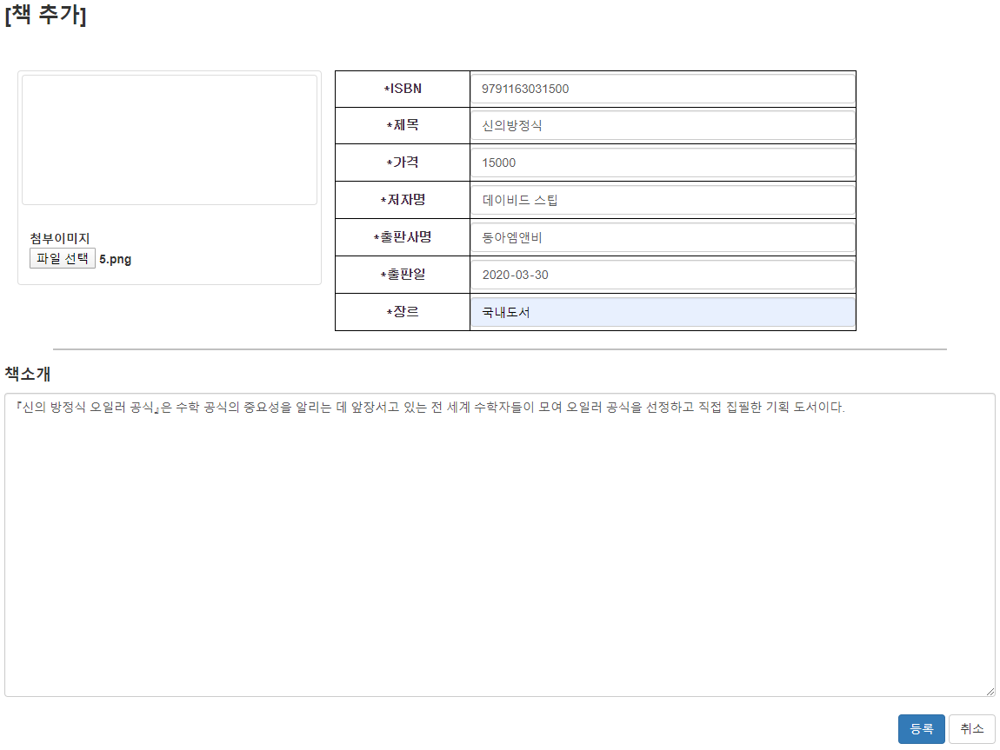 [책 추가]
첨부이미지
파일 선택 5.png
*ISBN 9791163031500
*제목 신의방정식
*가격 15000
*저자명 데이비드 스팁
*출판사명 동아엠앤비
*출판일 2020-03-30
*장르 국내도서
책소개
『신의 방정식 오일러 공식』은 수학 공식의 중요성을 알리는 데 앞장서고 있는 전 세계 수학자들이 모여 오일러 공식을 선정하고 직접 집필한 기획 도서이다.
등록 취소